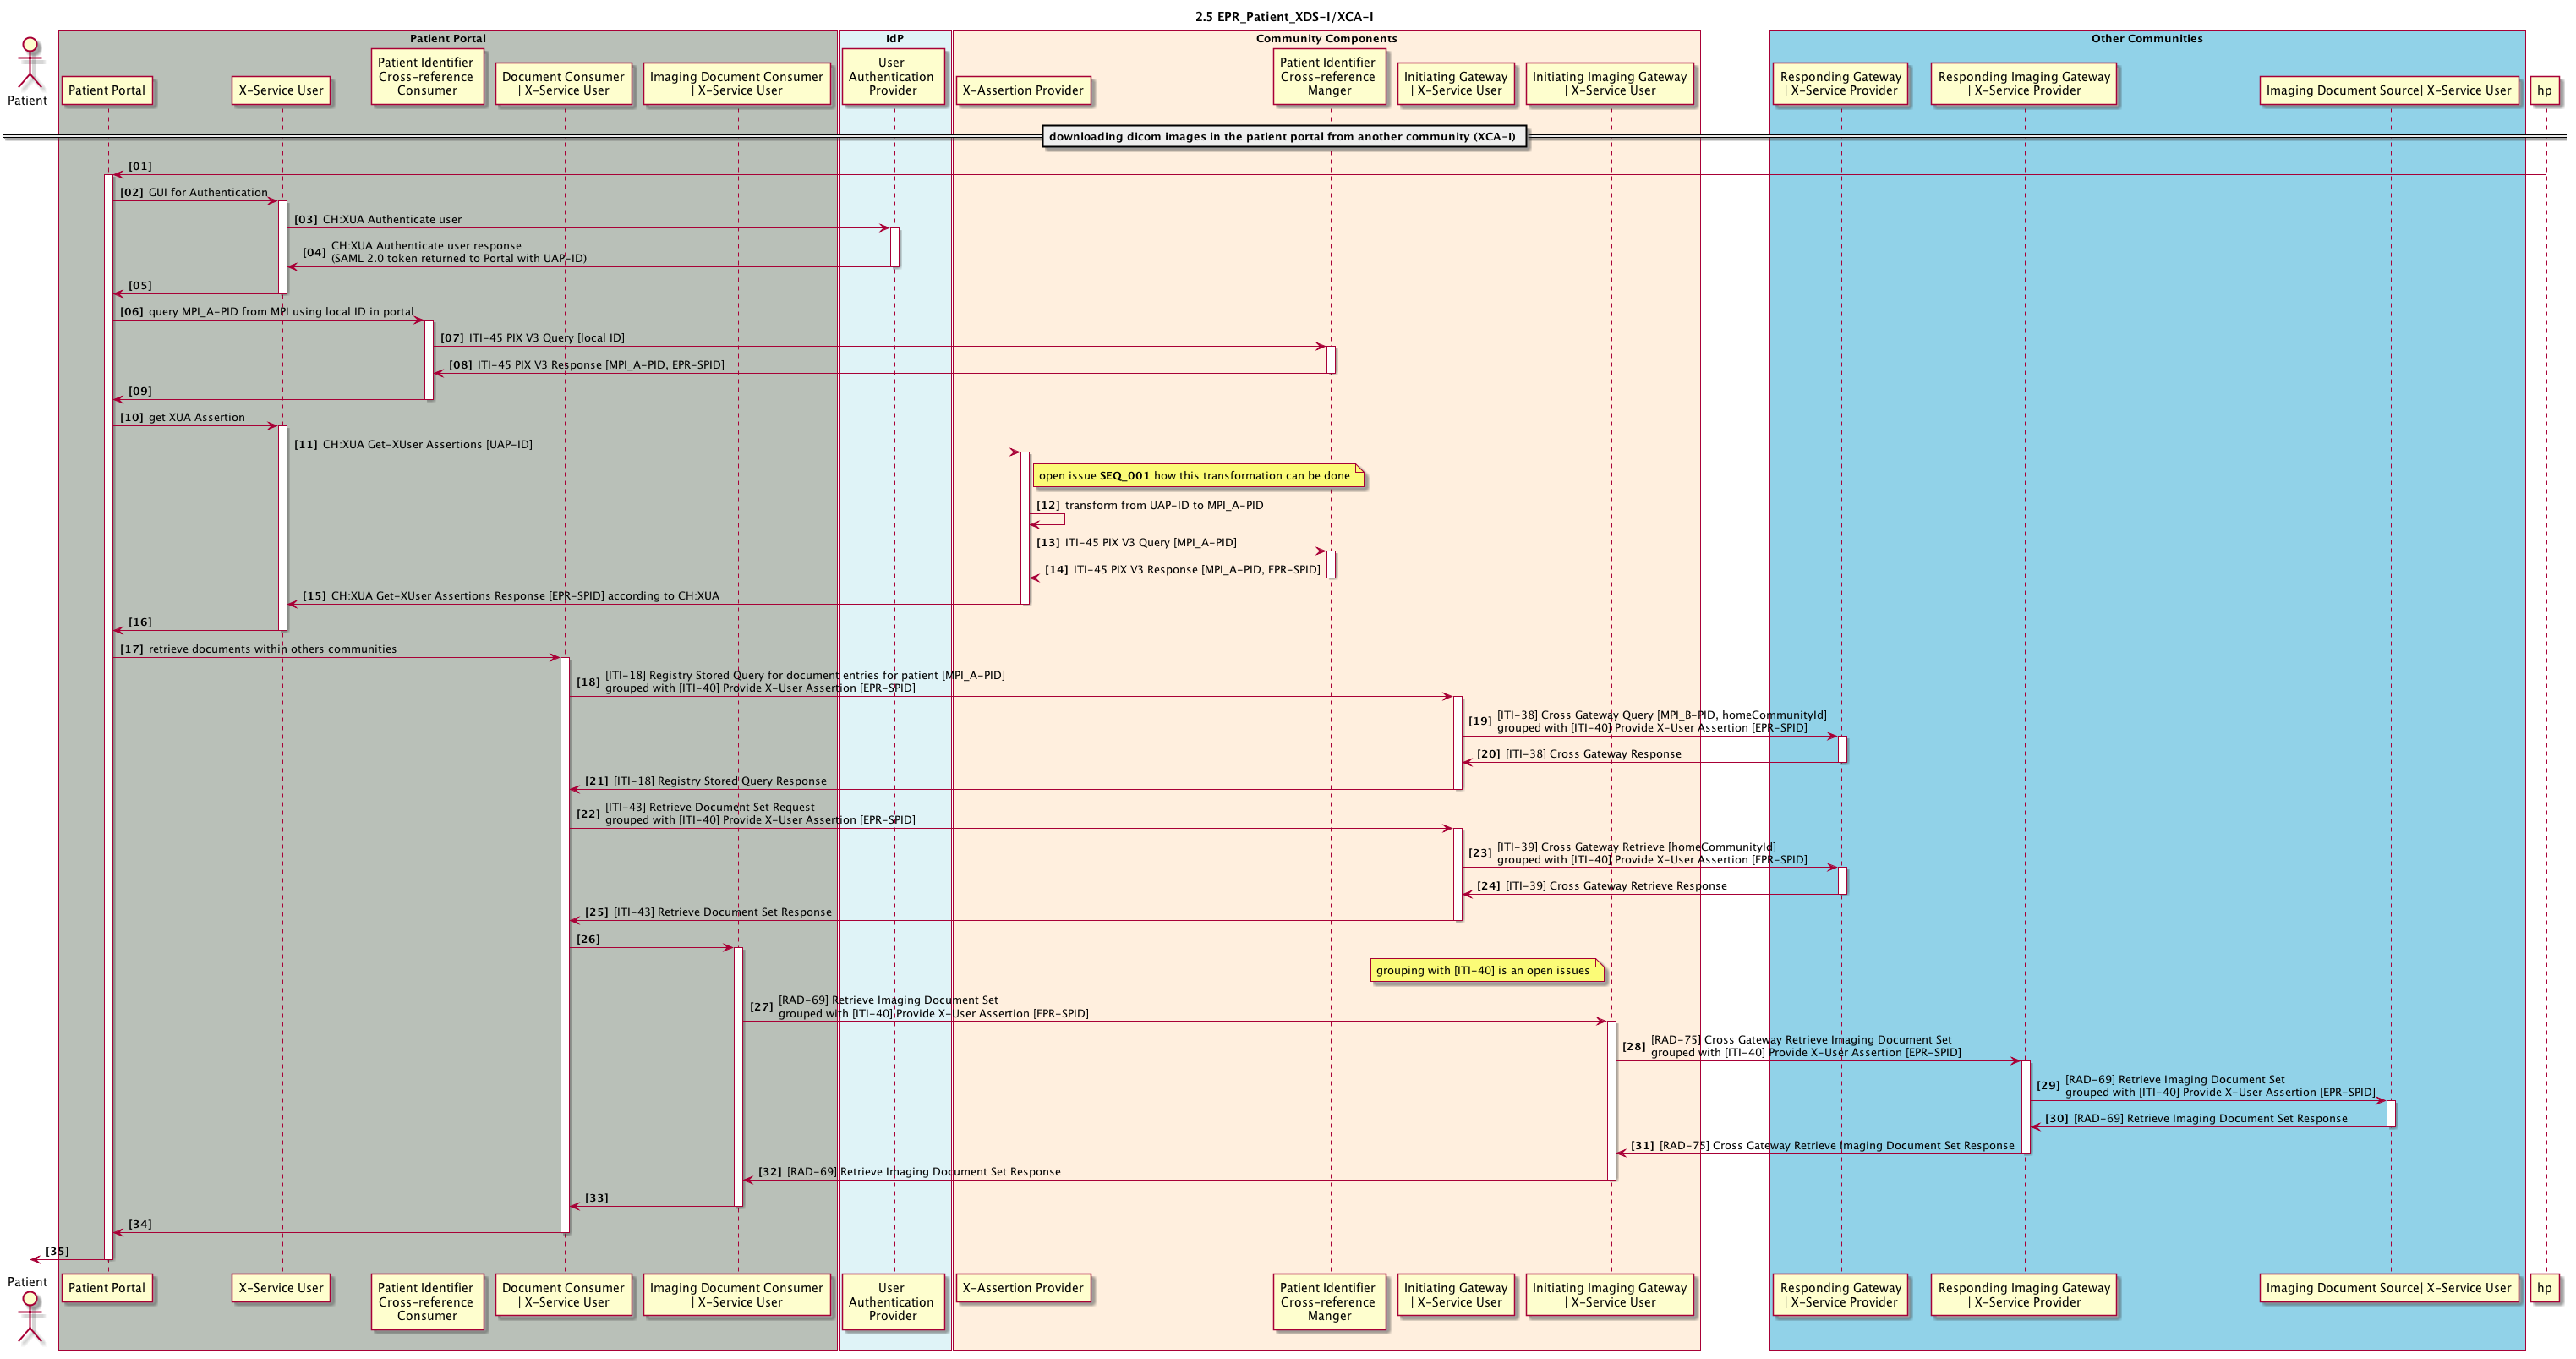 2.5 EPR_Patient_XDS-I/XCA-I
Patient Portal
IdP
Community Components
Other Communities
Patient
Patient Portal
X-Service User
Patient Identifier
Cross-reference
Consumer
Document Consumer
| X-Service User
Imaging Document Consumer
| X-Service User
User
Authentication
Provider
X-Assertion Provider
Patient Identifier
Cross-reference
Manger
Initiating Gateway
| X-Service User
Initiating Imaging Gateway
| X-Service User
Responding Gateway
| X-Service Provider
Responding Imaging Gateway
| X-Service Provider
Imaging Document Source| X-Service User
hp
downloading dicom images in the patient portal from another community (XCA-I)
[01]
[02] GUI for Authentication
[03] CH:XUA Authenticate user
[04] CH:XUA Authenticate user response
(SAML 2.0 token returned to Portal with UAP-ID)
[05]
[06] query MPI_A-PID from MPI using local ID in portal
[07] ITI-45 PIX V3 Query [local ID]
[08] ITI-45 PIX V3 Response [MPI_A-PID, EPR-SPID]
[09]
[10] get XUA Assertion
[11] CH:XUA Get-XUser Assertions [UAP-ID]
open issue SEQ_001 how this transformation can be done
[12] transform from UAP-ID to MPI_A-PID
[13] ITI-45 PIX V3 Query [MPI_A-PID]
[14] ITI-45 PIX V3 Response [MPI_A-PID, EPR-SPID]
[15] CH:XUA Get-XUser Assertions Response [EPR-SPID] according to CH:XUA
[16]
[17] retrieve documents within others communities
[18] [ITI-18] Registry Stored Query for document entries for patient [MPI_A-PID]
grouped with [ITI-40] Provide X-User Assertion [EPR-SPID]
[19] [ITI-38] Cross Gateway Query [MPI_B-PID, homeCommunityId]
grouped with [ITI-40] Provide X-User Assertion [EPR-SPID]
[20] [ITI-38] Cross Gateway Response
[21] [ITI-18] Registry Stored Query Response
[22] [ITI-43] Retrieve Document Set Request
grouped with [ITI-40] Provide X-User Assertion [EPR-SPID]
[23] [ITI-39] Cross Gateway Retrieve [homeCommunityId]
grouped with [ITI-40] Provide X-User Assertion [EPR-SPID]
[24] [ITI-39] Cross Gateway Retrieve Response
[25] [ITI-43] Retrieve Document Set Response
[26]
grouping with [ITI-40] is an open issues
[27] [RAD-69] Retrieve Imaging Document Set
grouped with [ITI-40] Provide X-User Assertion [EPR-SPID]
[28] [RAD-75] Cross Gateway Retrieve Imaging Document Set
grouped with [ITI-40] Provide X-User Assertion [EPR-SPID]
[29] [RAD-69] Retrieve Imaging Document Set
grouped with [ITI-40] Provide X-User Assertion [EPR-SPID]
[30] [RAD-69] Retrieve Imaging Document Set Response
[31] [RAD-75] Cross Gateway Retrieve Imaging Document Set Response
[32] [RAD-69] Retrieve Imaging Document Set Response
[33]
[34]
[35]
Patient
Patient Portal
X-Service User
Patient Identifier
Cross-reference
Consumer
Document Consumer
| X-Service User
Imaging Document Consumer
| X-Service User
User
Authentication
Provider
X-Assertion Provider
Patient Identifier
Cross-reference
Manger
Initiating Gateway
| X-Service User
Initiating Imaging Gateway
| X-Service User
Responding Gateway
| X-Service Provider
Responding Imaging Gateway
| X-Service Provider
Imaging Document Source| X-Service User
hp